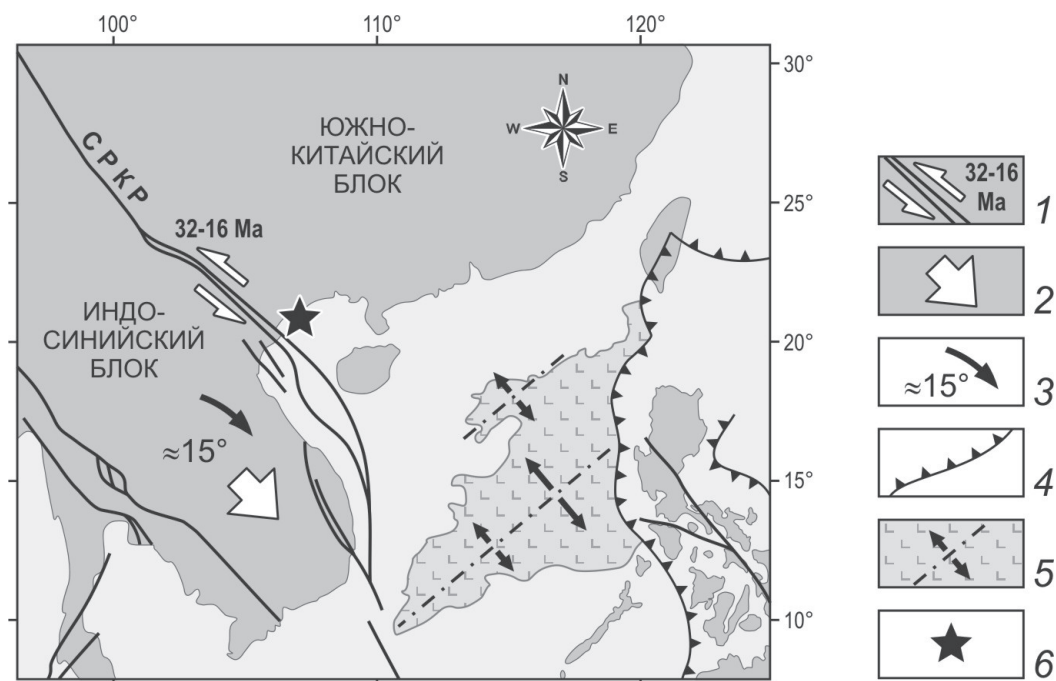 100°
110°
120°
30°
25°
20°
15°
10°
N
W
E
S
ЮЖНО-
КИТАЙСКИЙ
БЛОК
СРКР
32-16 Ma
ИНДО-
СИНИЙСКИЙ
БЛОК
≈15°
32-16
Ma
1
2
≈15°
3
4
5
6